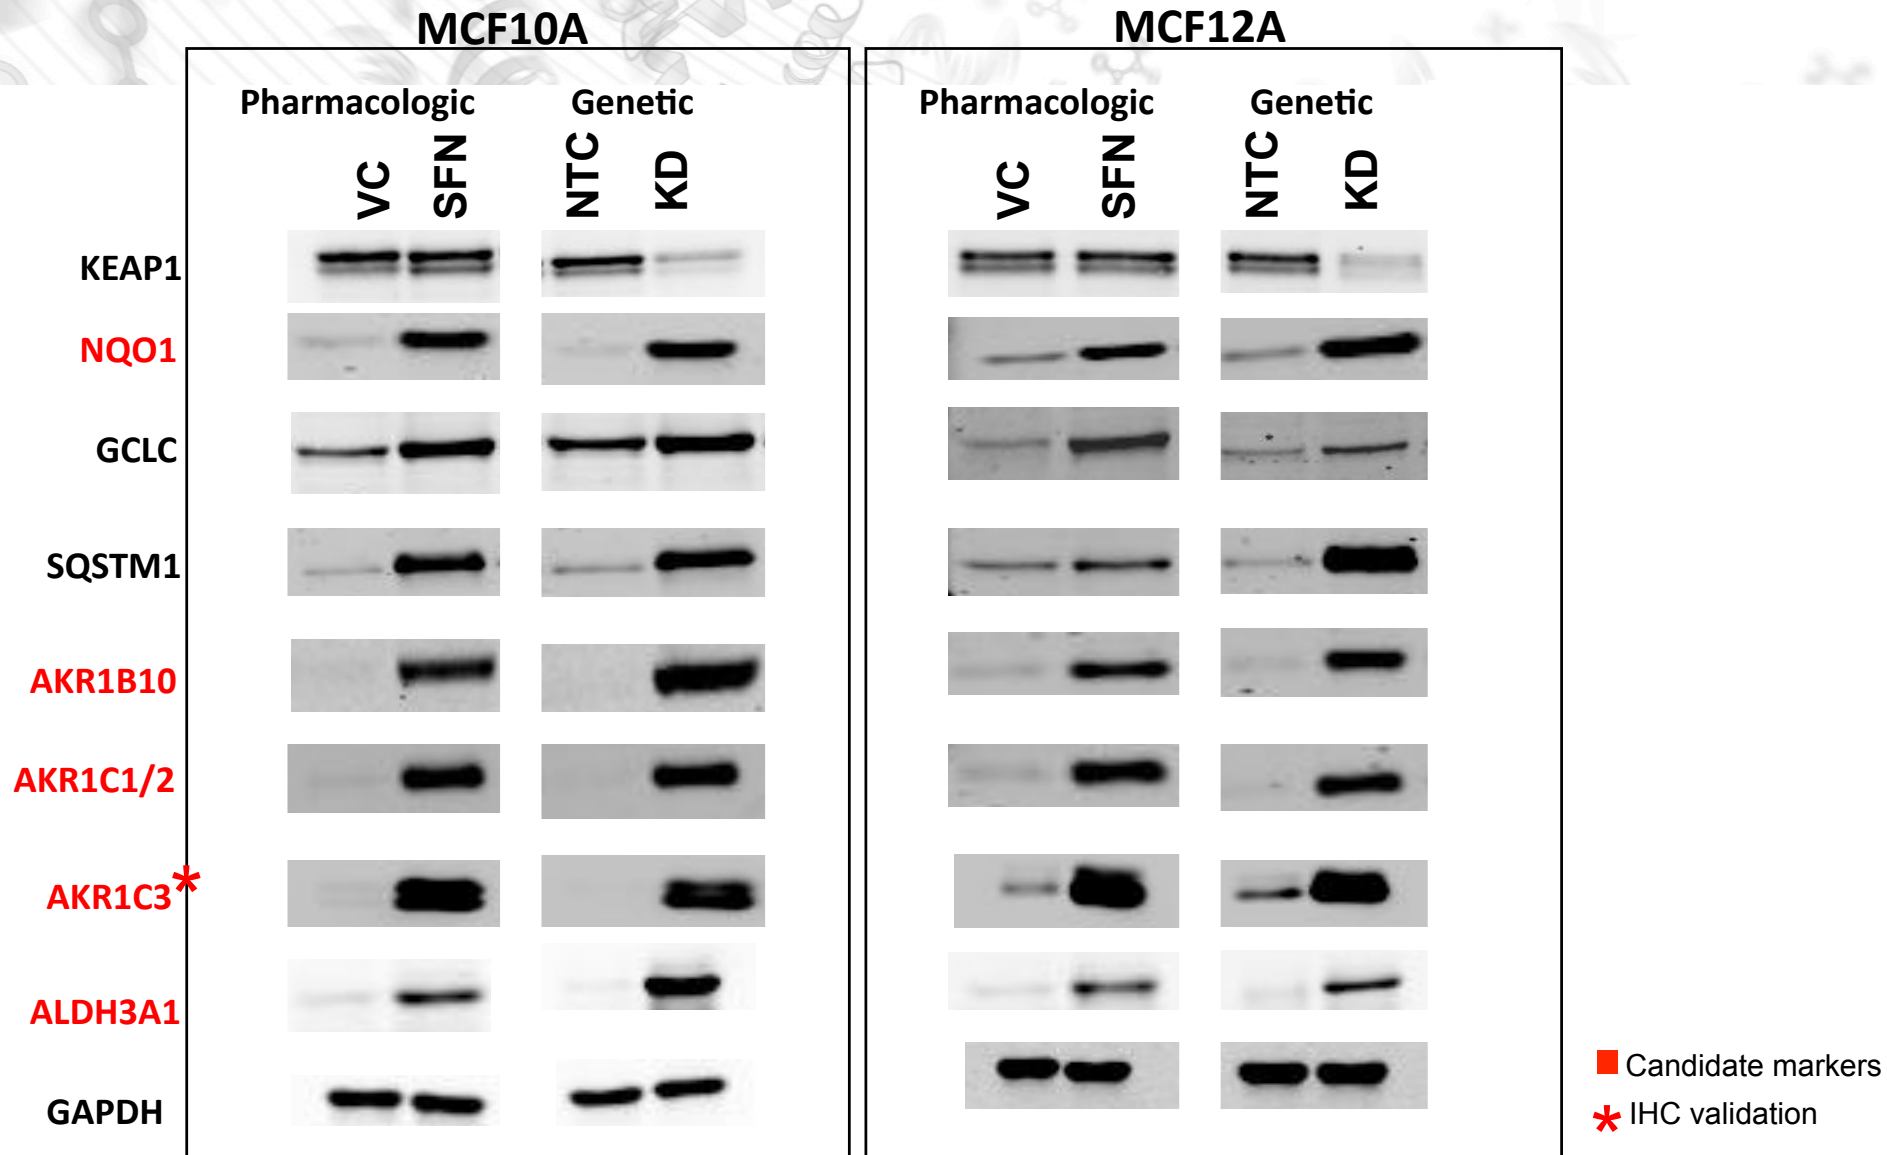 MCF10A MCF12A
Pharmacologic Genetic Pharmacologic Genetic
VC SFN NTC KD VC SFN NTC KD
KEAP1
NQO1
GCLC
SQSTM1
AKR1B10
AKR1C1/2
AKR1C3*
ALDH3A1
GAPDH
Candidate markers
* IHC validation